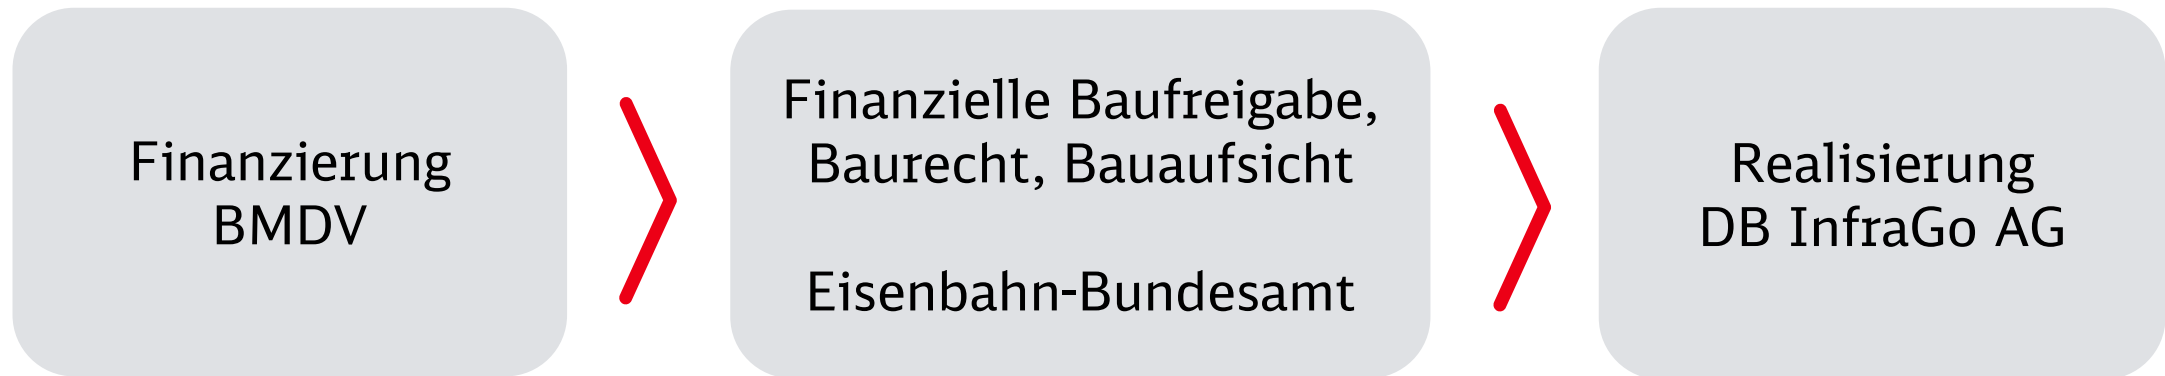 Finanzierung
BMDV
Finanzielle Baufreigabe,
Baurecht, Bauaufsicht
Eisenbahn-Bundesamt
Realisierung
DB InfraGo AG